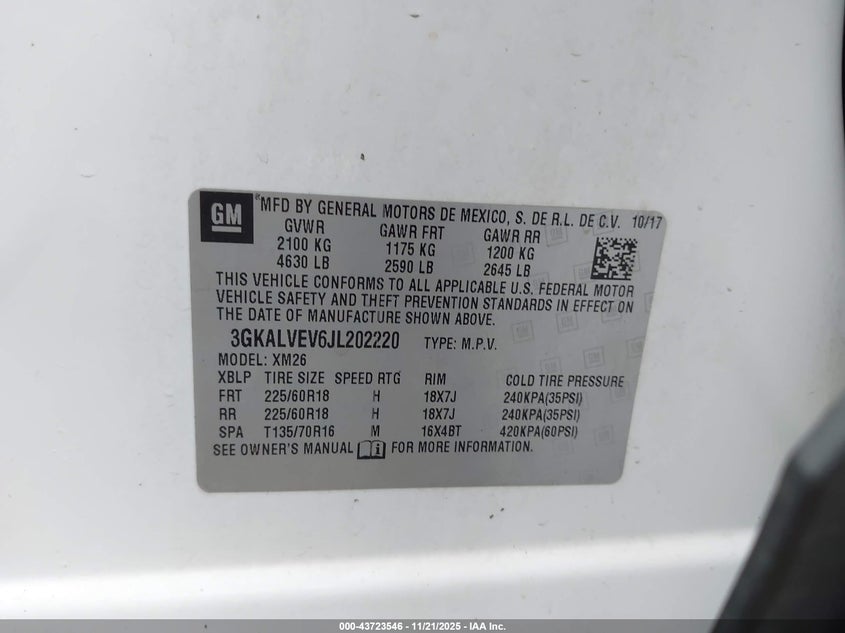 GM
®MFD BY GENERAL MOTORS DE MEXICO, S. DE R.L. DE C.V. 10/17
GVWR GAWR FRT GAWR RR
2100 KG 1175 KG 1200 KG
4630 LB 2590 LB 2645 LB
THIS VEHICLE CONFORMS TO ALL APPLICABLE U.S. FEDERAL MOTOR
VEHICLE SAFETY AND THEFT PREVENTION STANDARDS IN EFFECT ON
THE DATE OF MANUFACTURE SHOWN ABOVE.
3GKALVEV6JL202220 TYPE: M.P.V.
MODEL: XM26
XBLP TIRE SIZE SPEED RTG RIM COLD TIRE PRESSURE
FRT 225/60R18 H 18X7J 240KPA(35PSI)
RR 225/60R18 H 18X7J 240KPA(35PSI)
SPA T135/70R16 M 16X4BT 420KPA(60PSI)
SEE OWNER'S MANUAL FOR MORE INFORMATION.
000-43723546 - 11/21/2025 - IAA Inc.